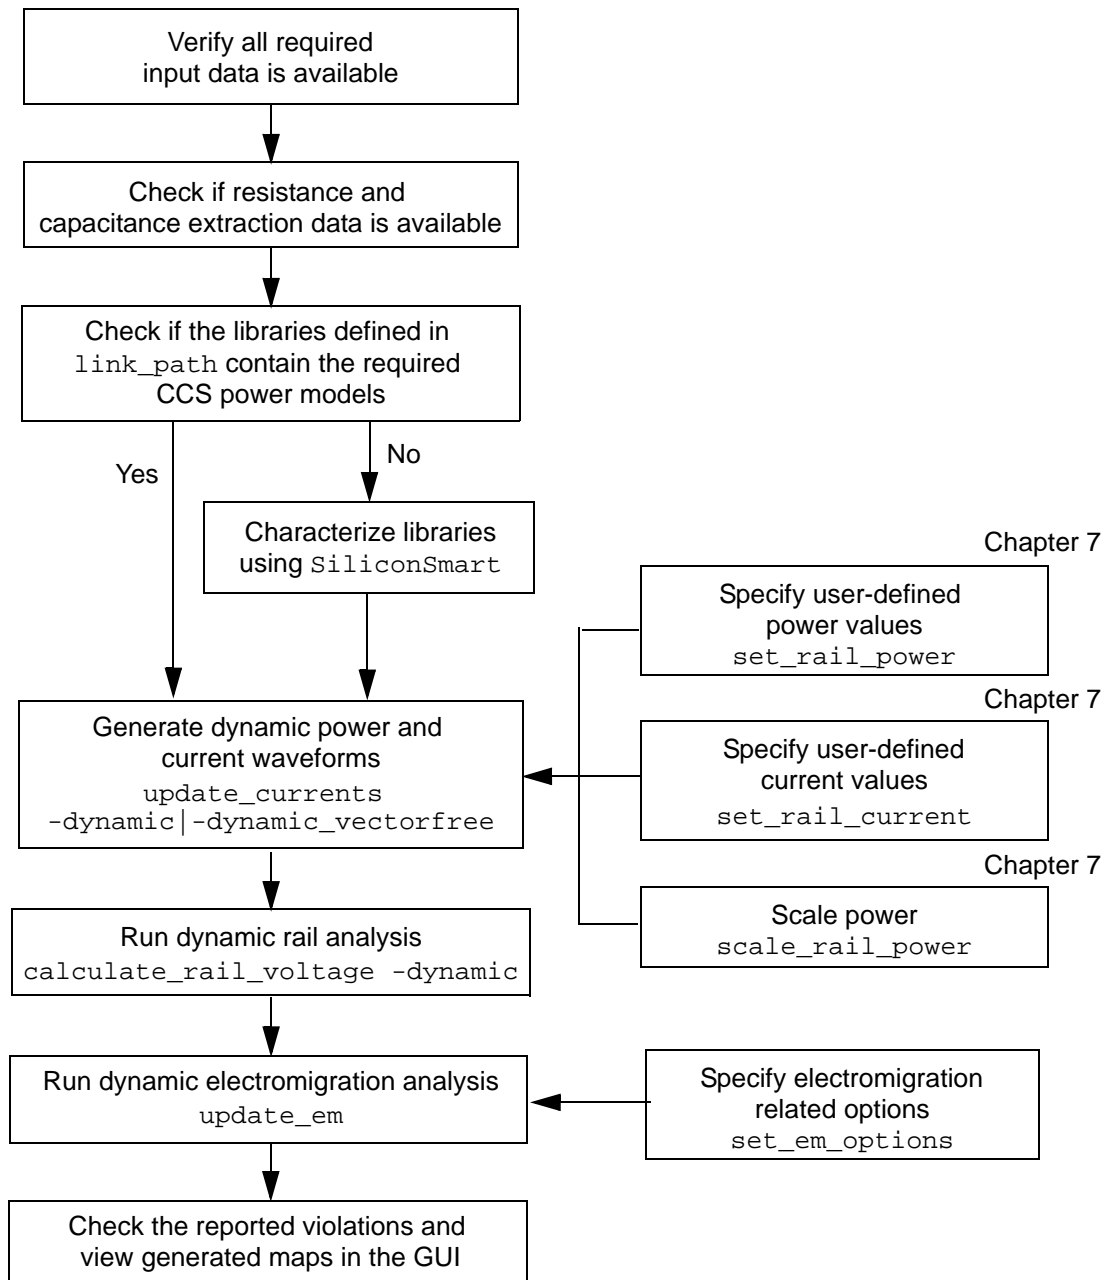 Verify all required
input data is available
Check if resistance and
capacitance extraction data is available
Check if the libraries defined in
link_path contain the required
CCS power models
Yes
No
Characterize libraries
using SiliconSmart
Chapter 7
Specify user-defined
power values
set_rail_power
Chapter 7
Generate dynamic power and
current waveforms
update_currents
-dynamic|-dynamic_vectorfree
Specify user-defined
current values
set_rail_current
Chapter 7
Scale power
scale_rail_power
Run dynamic rail analysis
calculate_rail_voltage -dynamic
Run dynamic electromigration analysis
update_em
Specify electromigration
related options
set_em_options
Check the reported violations and
view generated maps in the GUI